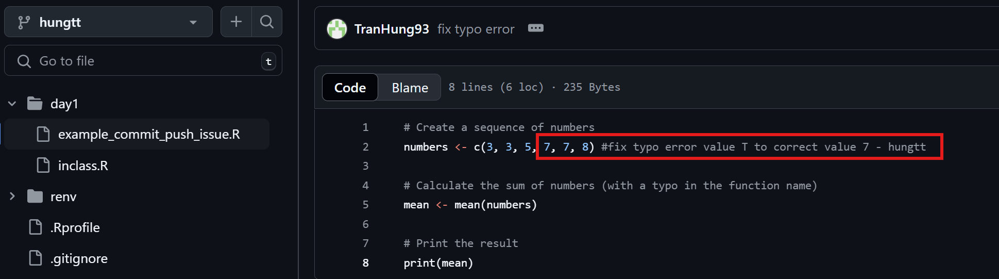 hungtt
Go to file
t
day1
example_commit_push_issue.R
inclass.R
renv
.Rprofile
.gitignore
TranHung93 fix typo error
Code Blame 8 lines (6 loc) · 235 Bytes
1 # Create a sequence of numbers
2 numbers <- c(3, 3, 5, 7, 7, 8) #fix typo error value T to correct value 7 - hungtt
3
4 # Calculate the sum of numbers (with a typo in the function name)
5 mean <- mean(numbers)
6
7 # Print the result
8 print(mean)